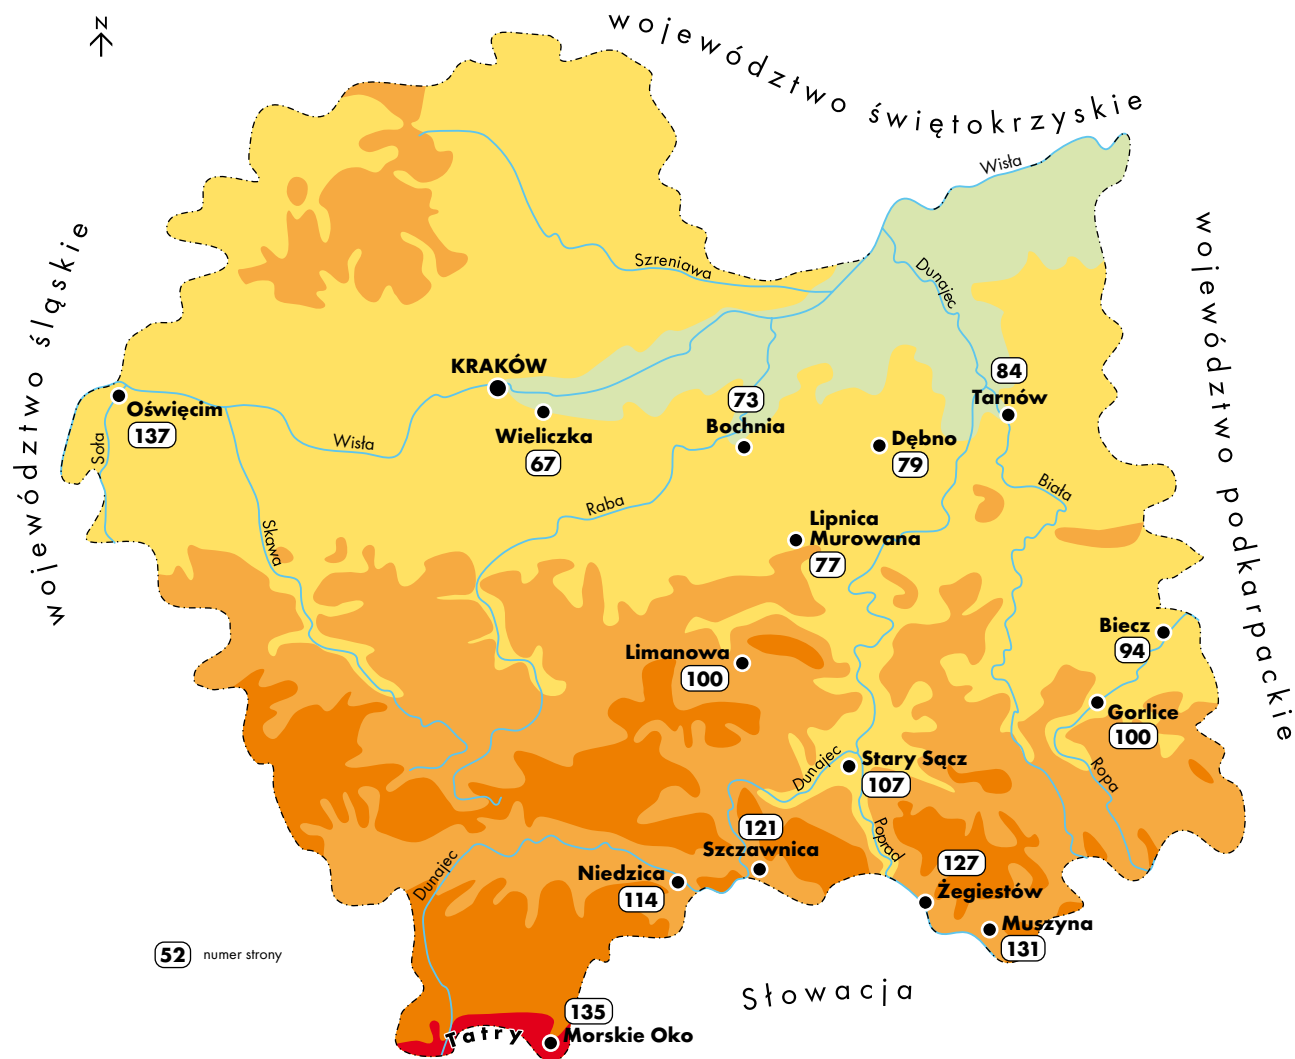 N
województwo świętokrzyskie
Wisła
województwo śląskie
województwo podkarpackie
Szreniawa
Dunajec
KRAKÓW
84
Tarnów
73
Bochnia
Oświęcim
137
Wisła
Wieliczka
67
Dębno
79
Soła
Raba
Biała
Skawa
Lipnica
Murowana
77
Biecz
94
Limanowa
100
Gorlice
100
Dunajec
Stary Sącz
107
Ropa
121
Szczawnica
Poprad
127
Żegiestów
Dunajec
Niedzica
114
Muszyna
131
52 numer strony
Słowacja
135
Morskie Oko
Tatry